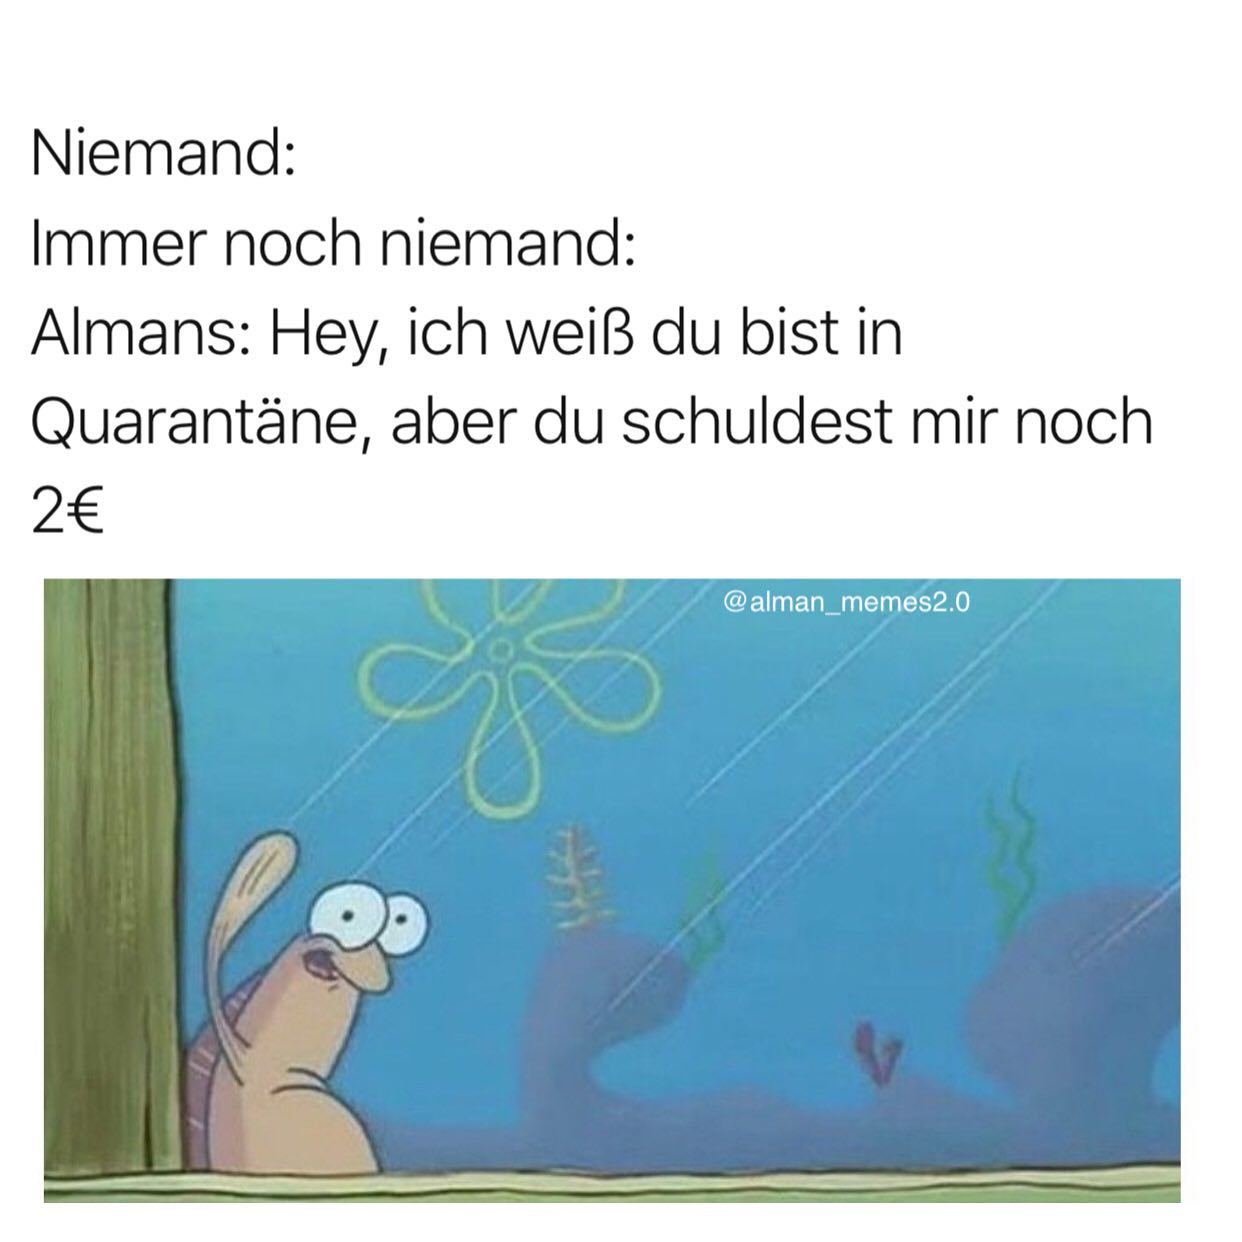 Niemand:
Immer noch niemand:
Almans: Hey, ich weiß du bist in
Quarantäne, aber du schuldest mir noch
2€
@alman_memes2.0